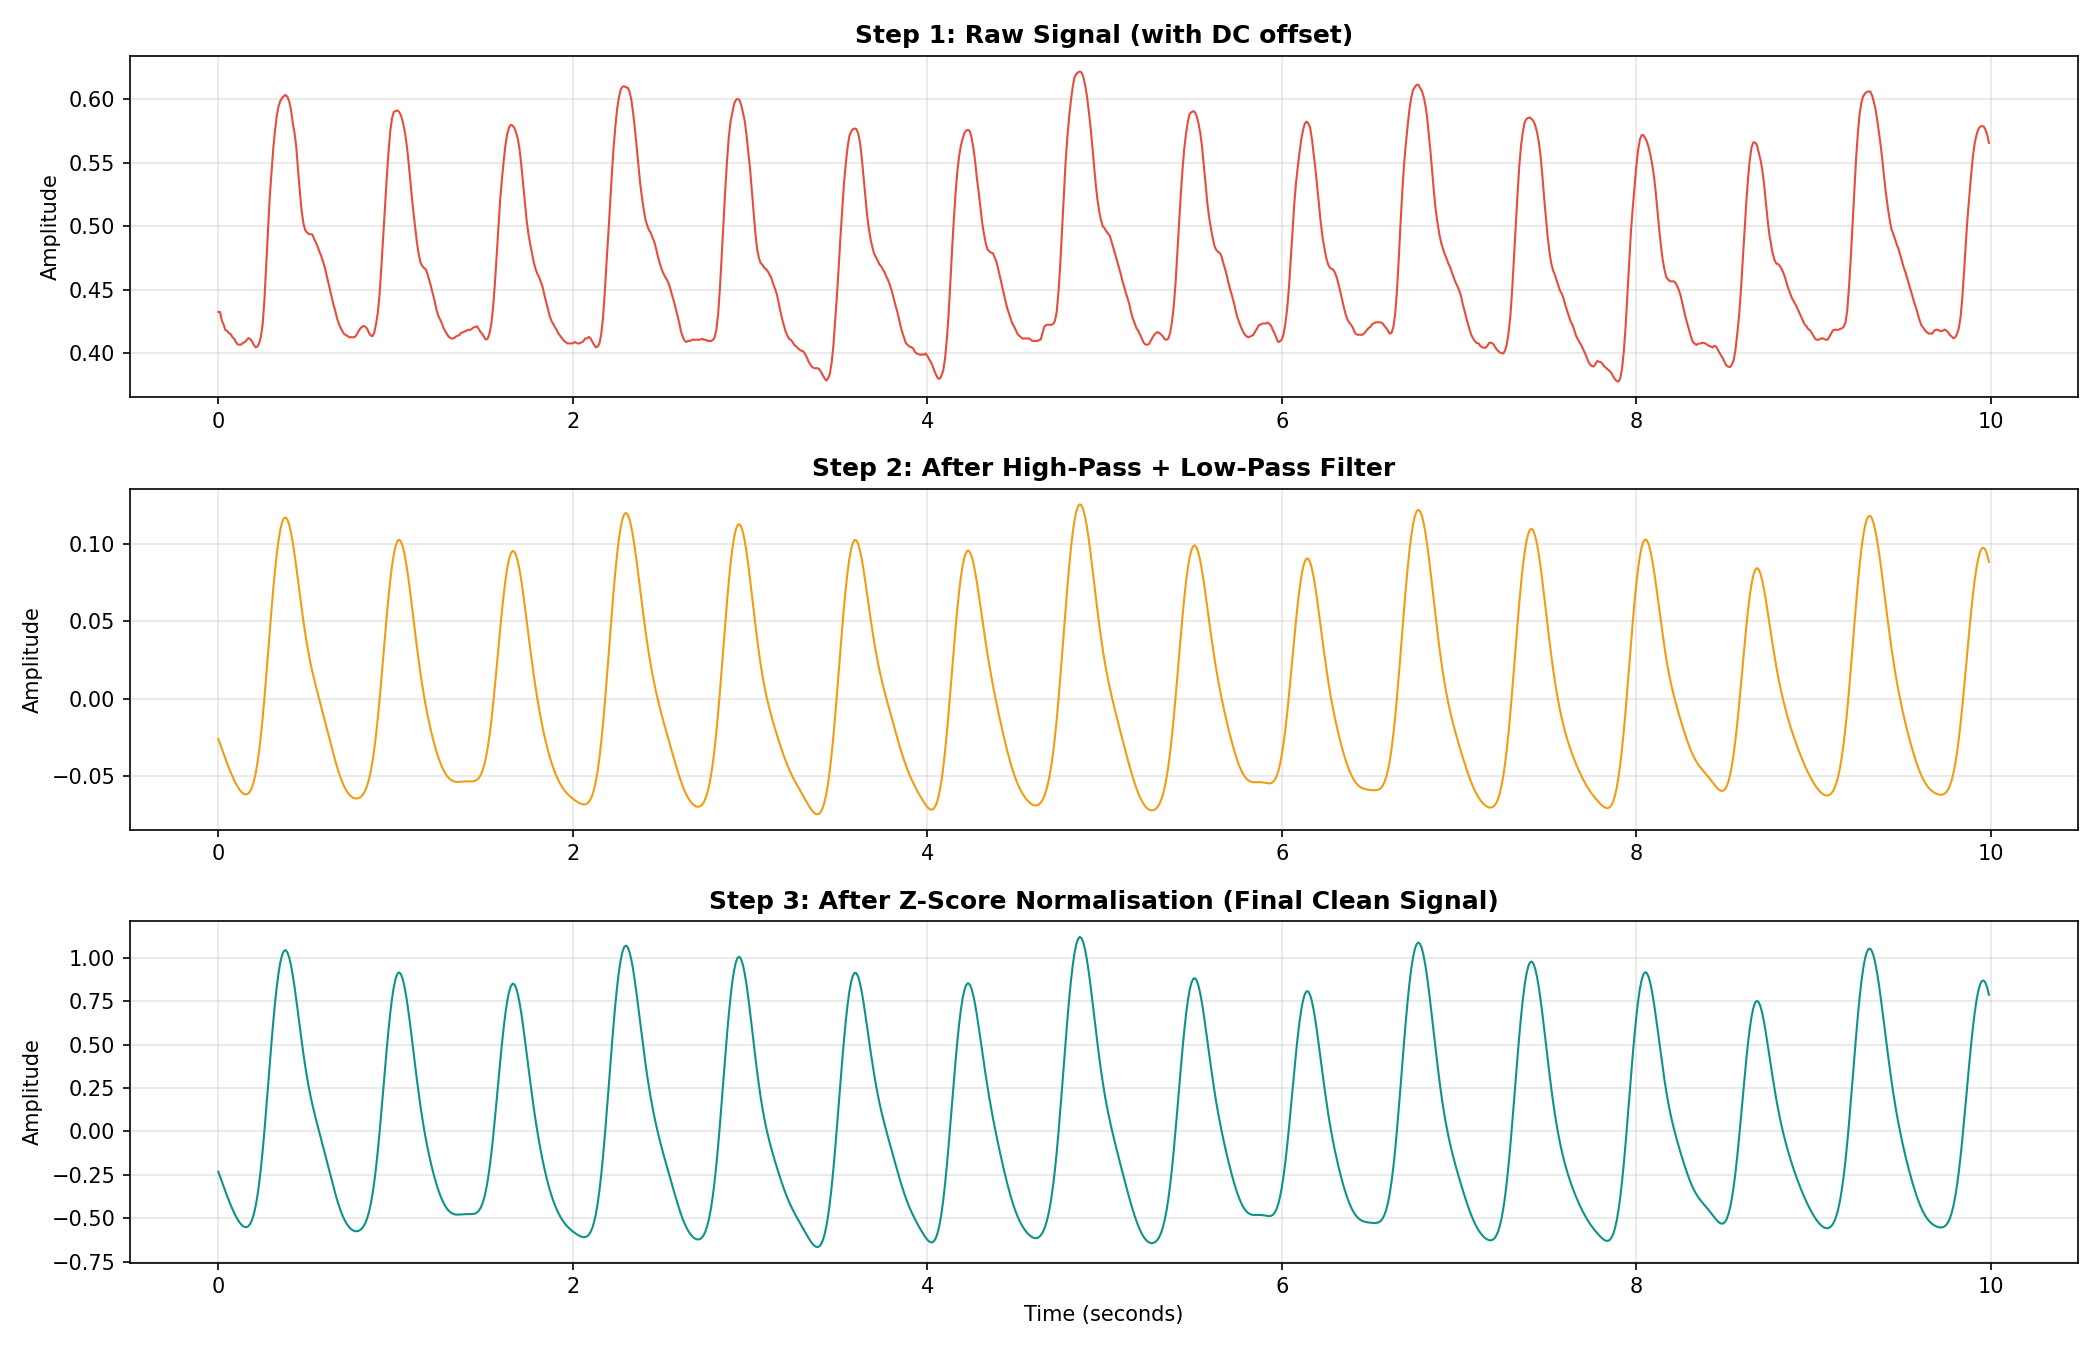 Step 1: Raw Signal (with DC offset)
Amplitude
0.60
0.55
0.50
0.45
0.40
0 2 4 6 8 10
Step 2: After High-Pass + Low-Pass Filter
Amplitude
0.10
0.05
0.00
−0.05
0 2 4 6 8 10
Step 3: After Z-Score Normalisation (Final Clean Signal)
Amplitude
1.00
0.75
0.50
0.25
0.00
−0.25
−0.50
−0.75
0 2 4 6 8 10
Time (seconds)